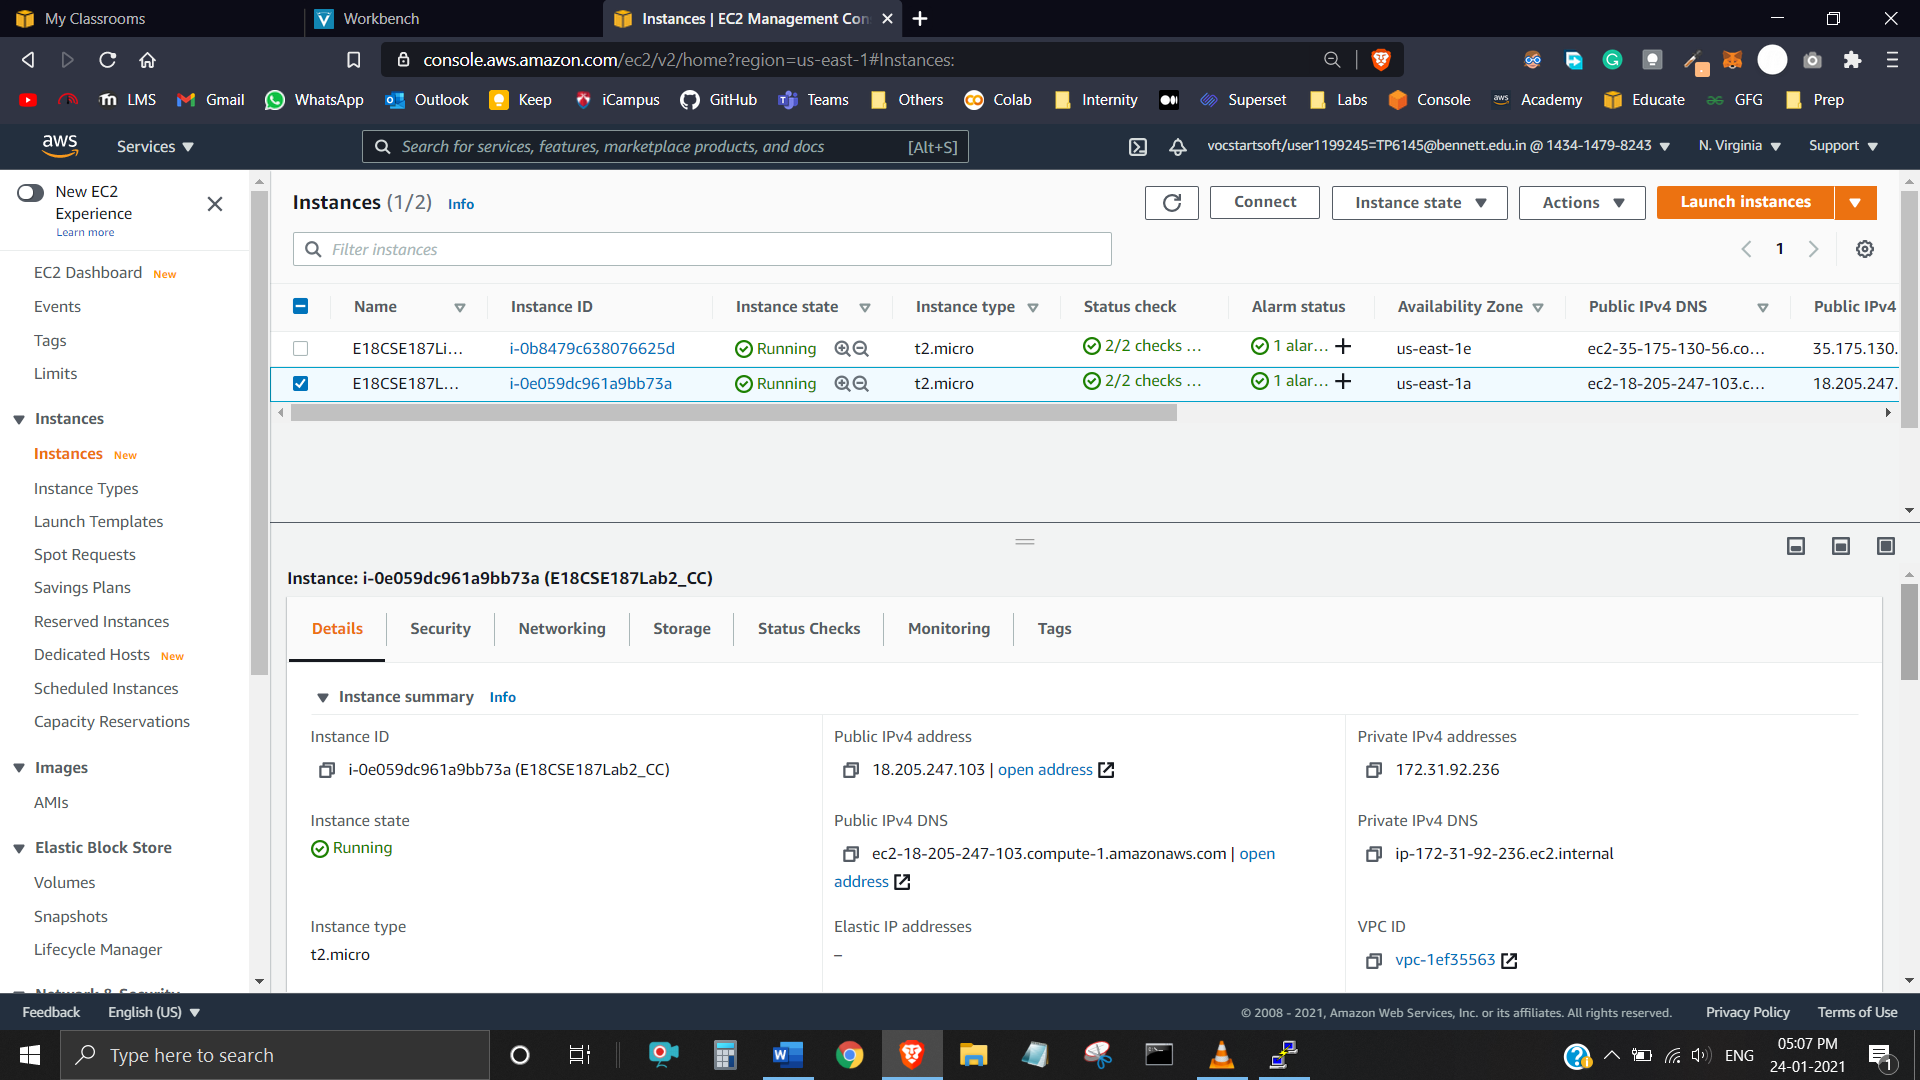 My Classrooms
Workbench
Instances | EC2 Management Con
console.aws.amazon.com/ec2/v2/home?region=us-east-1#Instances:
LMS Gmail WhatsApp Outlook Keep iCampus GitHub Teams Others Colab Internity Superset Labs Console Academy Educate GFG Prep
aws Services Search for services, features, marketplace products, and docs [Alt+S] vocstartsoft/user1199245=TP6145@bennett.edu.in @ 1434-1479-8243 N. Virginia Support
New EC2
Experience
Learn more
EC2 Dashboard New
Events
Tags
Limits
Instances
Instances New
Instance Types
Launch Templates
Spot Requests
Savings Plans
Reserved Instances
Dedicated Hosts New
Scheduled Instances
Capacity Reservations
Images
AMIs
Elastic Block Store
Volumes
Snapshots
Lifecycle Manager
Instances (1/2) Info
Connect Instance state Actions Launch instances
Filter instances
1
Name Instance ID Instance state Instance type Status check Alarm status Availability Zone Public IPv4 DNS Public IPv4
E18CSE187Li... i-0b8479c638076625d Running t2.micro 2/2 checks ... 1 alar... us-east-1e ec2-35-175-130-56.co... 35.175.130.
E18CSE187L... i-0e059dc961a9bb73a Running t2.micro 2/2 checks ... 1 alar... us-east-1a ec2-18-205-247-103.c... 18.205.247.
Instance: i-0e059dc961a9bb73a (E18CSE187Lab2_CC)
Details Security Networking Storage Status Checks Monitoring Tags
Instance summary Info
Instance ID
i-0e059dc961a9bb73a (E18CSE187Lab2_CC)
Public IPv4 address
18.205.247.103 | open address
Private IPv4 addresses
172.31.92.236
Instance state
Running
Public IPv4 DNS
ec2-18-205-247-103.compute-1.amazonaws.com | open
address
Private IPv4 DNS
ip-172-31-92-236.ec2.internal
Instance type
t2.micro
Elastic IP addresses
–
VPC ID
vpc-1ef35563
Feedback English (US) © 2008 - 2021, Amazon Web Services, Inc. or its affiliates. All rights reserved. Privacy Policy Terms of Use
Type here to search
ENG
05:07 PM
24-01-2021
1